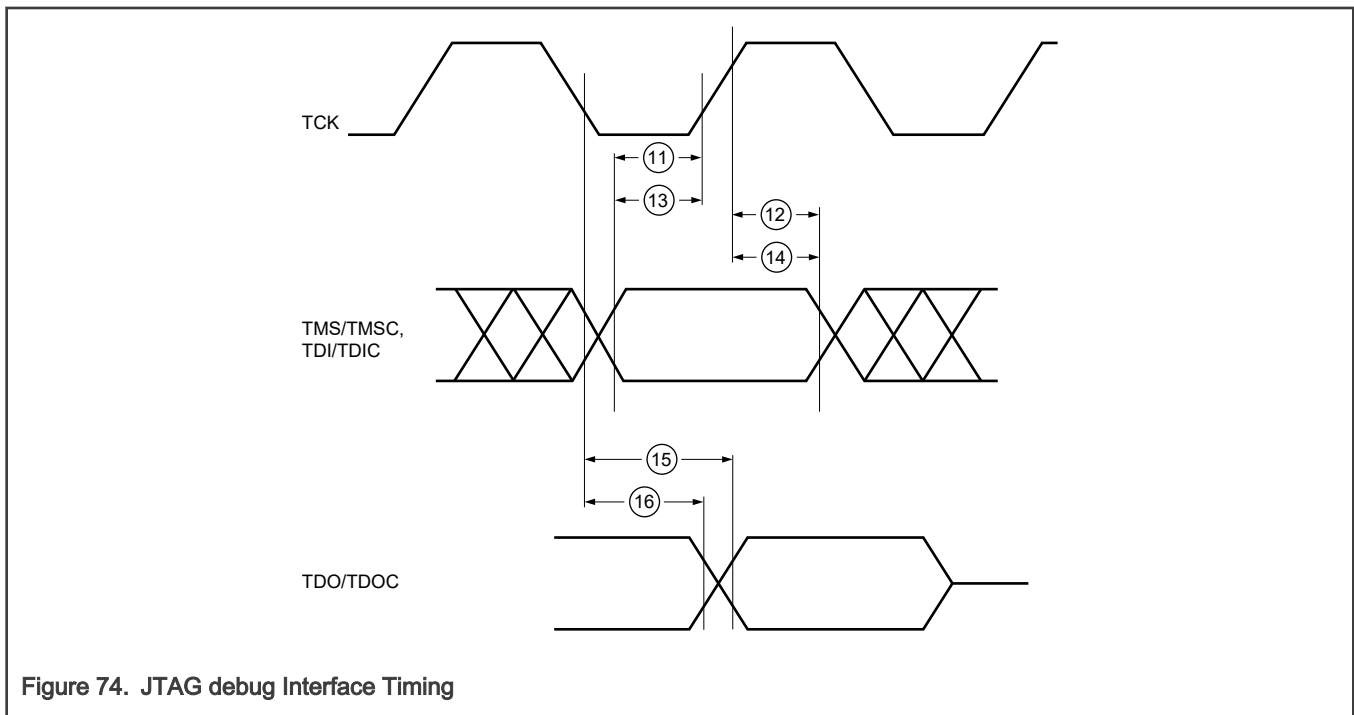 TCK
11
13
12
14
TMS/TMSC,
TDI/TDIC
15
16
TDO/TDOC
Figure 74. JTAG debug Interface Timing